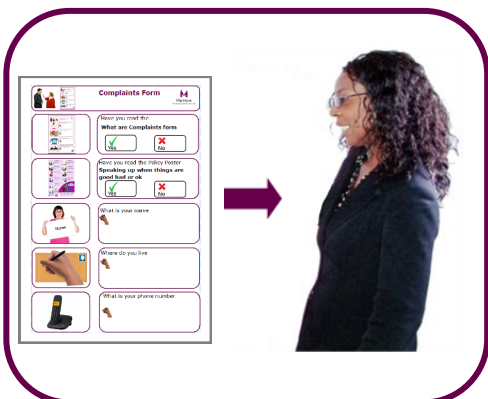 Complaints Form
Have you read the
What are Complaints form
Yes
No
Have you read the Policy Poster
Speaking up when things are
good bad or ok
Yes
No
Name
What is your name
Where do you live
What is your phone number